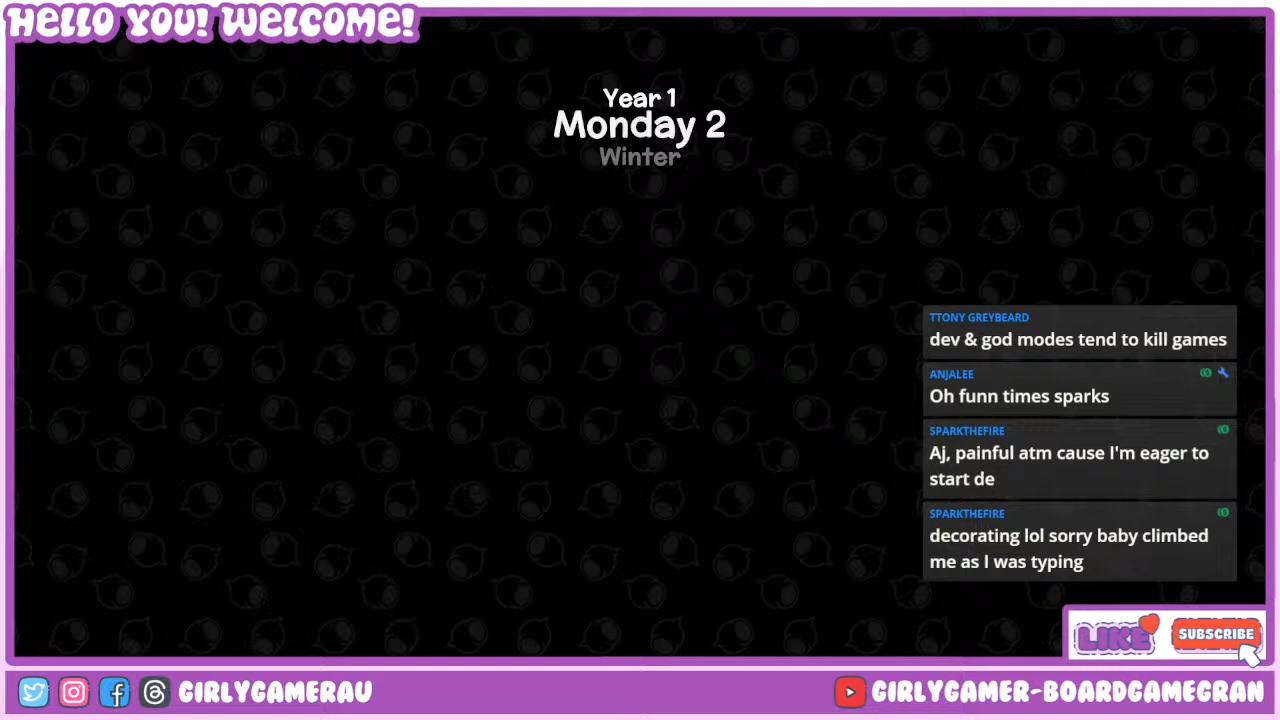 HELLO YOU! WELCOME!
Year 1
Monday 2
Winter
TTONY GREYBEARD
dev & god modes tend to kill games
ANJALEE
Oh funn times sparks
SPARKTHEFIRE
Aj, painful atm cause I'm eager to
start de
SPARKTHEFIRE
decorating lol sorry baby climbed
me as I was typing
LIKE
SUBSCRIBE
GIRLYGAMERAU
GIRLYGAMER-BOARDGAMEGRAN